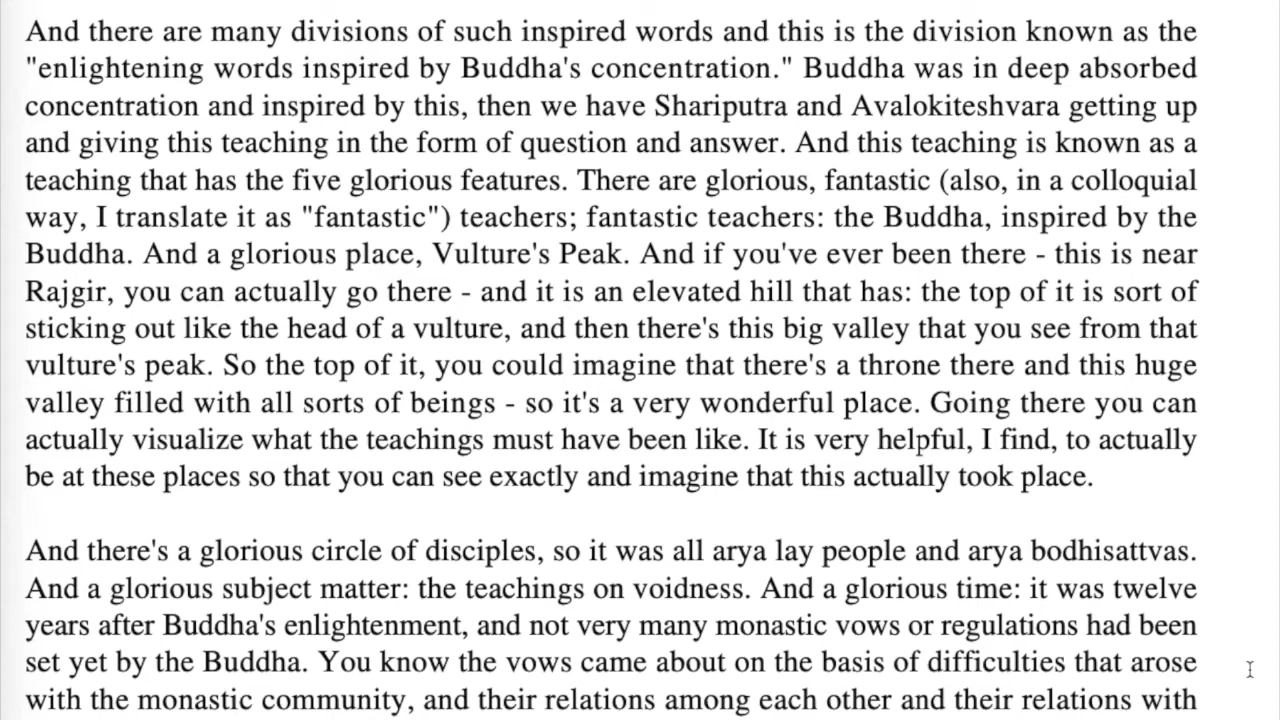 And there are many divisions of such inspired words and this is the division known as the
"enlightening words inspired by Buddha's concentration." Buddha was in deep absorbed
concentration and inspired by this, then we have Shariputra and Avalokiteshvara getting up
and giving this teaching in the form of question and answer. And this teaching is known as a
teaching that has the five glorious features. There are glorious, fantastic (also, in a colloquial
way, I translate it as "fantastic") teachers; fantastic teachers: the Buddha, inspired by the
Buddha. And a glorious place, Vulture's Peak. And if you've ever been there - this is near
Rajgir, you can actually go there - and it is an elevated hill that has: the top of it is sort of
sticking out like the head of a vulture, and then there's this big valley that you see from that
vulture's peak. So the top of it, you could imagine that there's a throne there and this huge
valley filled with all sorts of beings - so it's a very wonderful place. Going there you can
actually visualize what the teachings must have been like. It is very helpful, I find, to actually
be at these places so that you can see exactly and imagine that this actually took place.
And there's a glorious circle of disciples, so it was all arya lay people and arya bodhisattvas.
And a glorious subject matter: the teachings on voidness. And a glorious time: it was twelve
years after Buddha's enlightenment, and not very many monastic vows or regulations had been
set yet by the Buddha. You know the vows came about on the basis of difficulties that arose
with the monastic community, and their relations among each other and their relations with